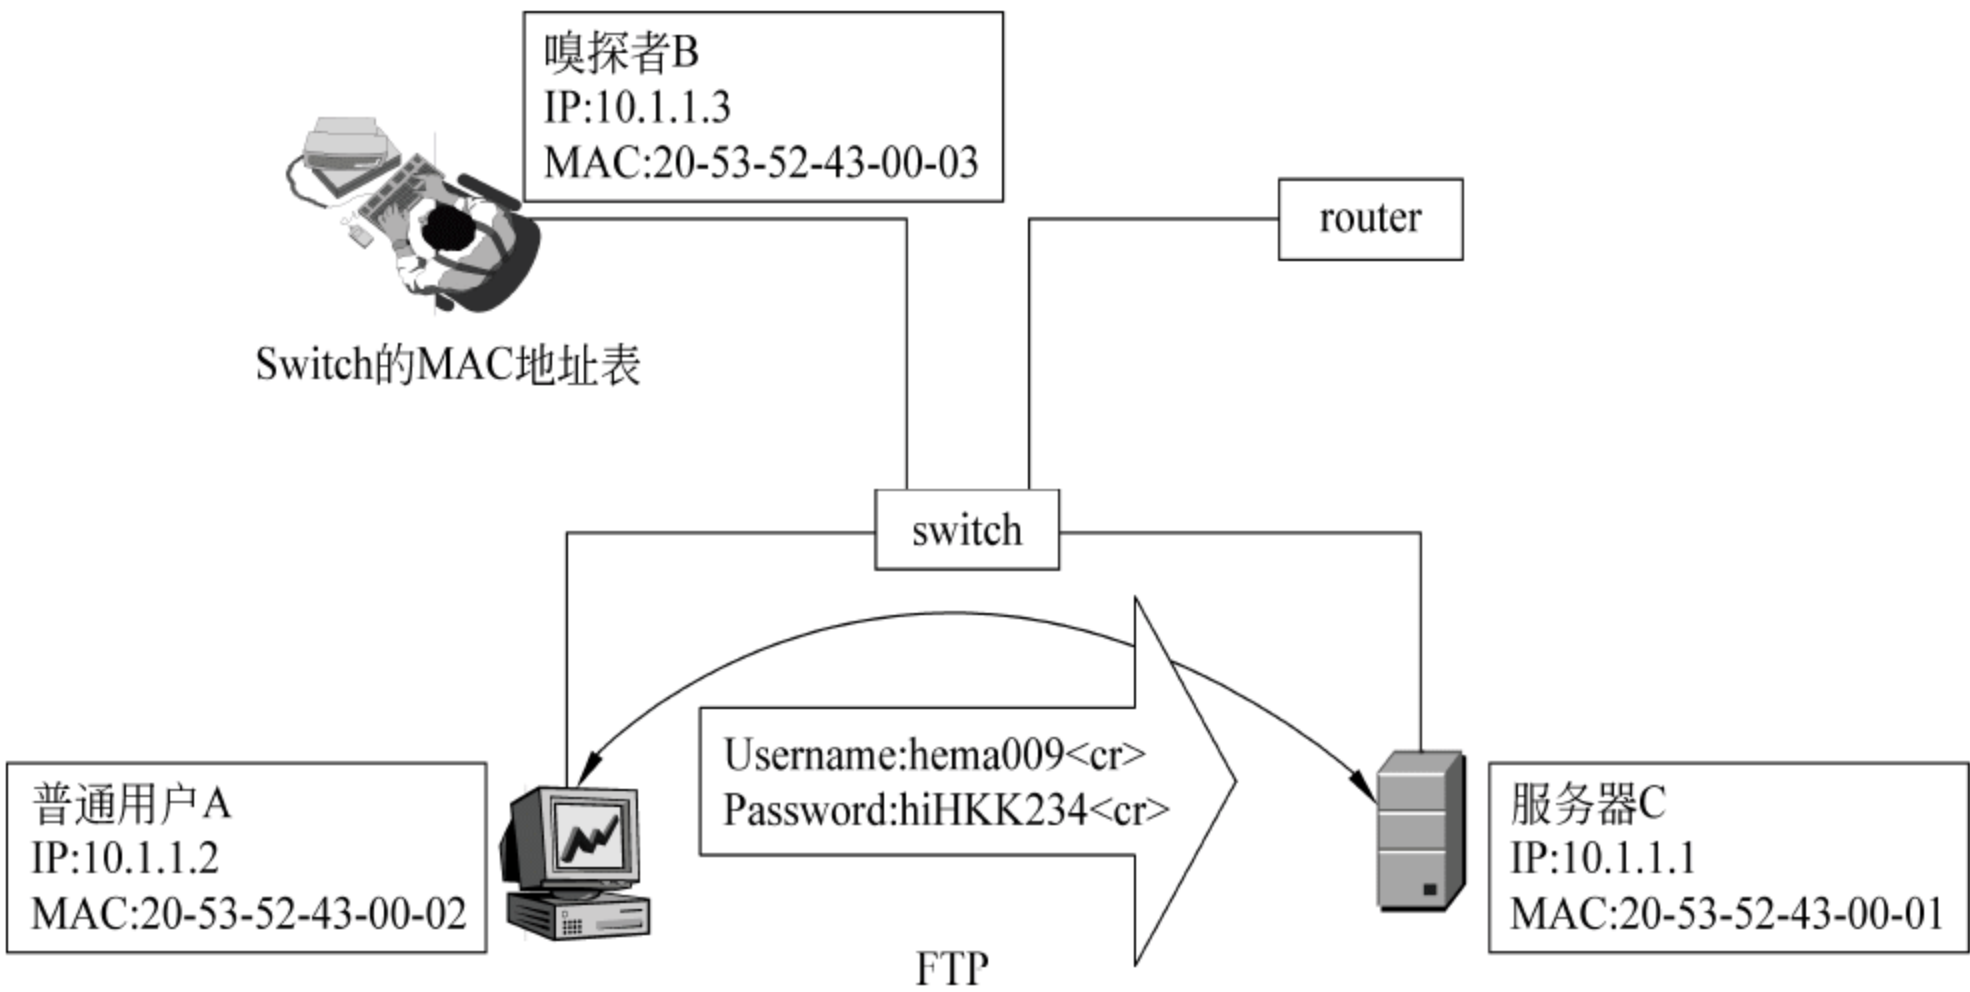 嗅探者B
IP:10.1.1.3
MAC:20-53-52-43-00-03
router
Switch的MAC地址表
switch
Username:hema009<cr>
Password:hiHKK234<cr>
普通用户A
IP:10.1.1.2
MAC:20-53-52-43-00-02
服务器C
IP:10.1.1.1
MAC:20-53-52-43-00-01
FTP